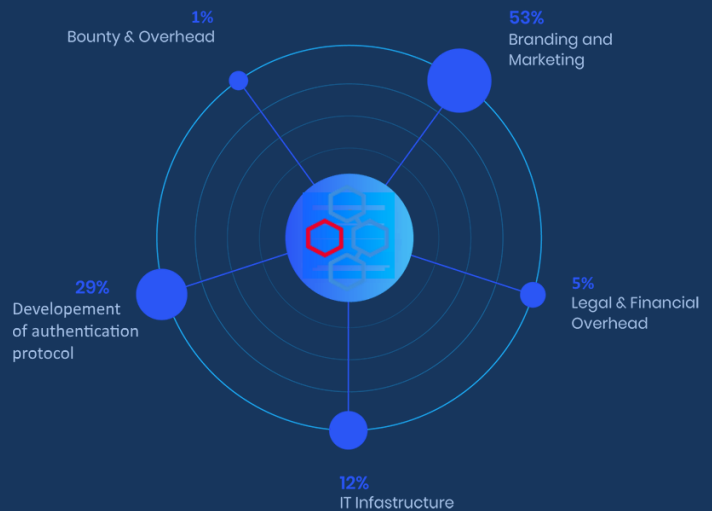 1%
Bounty & Overhead
53%
Branding and
Marketing
29%
Developement
of authentication
protocol
5%
Legal & Financial
Overhead
12%
IT Infastructure